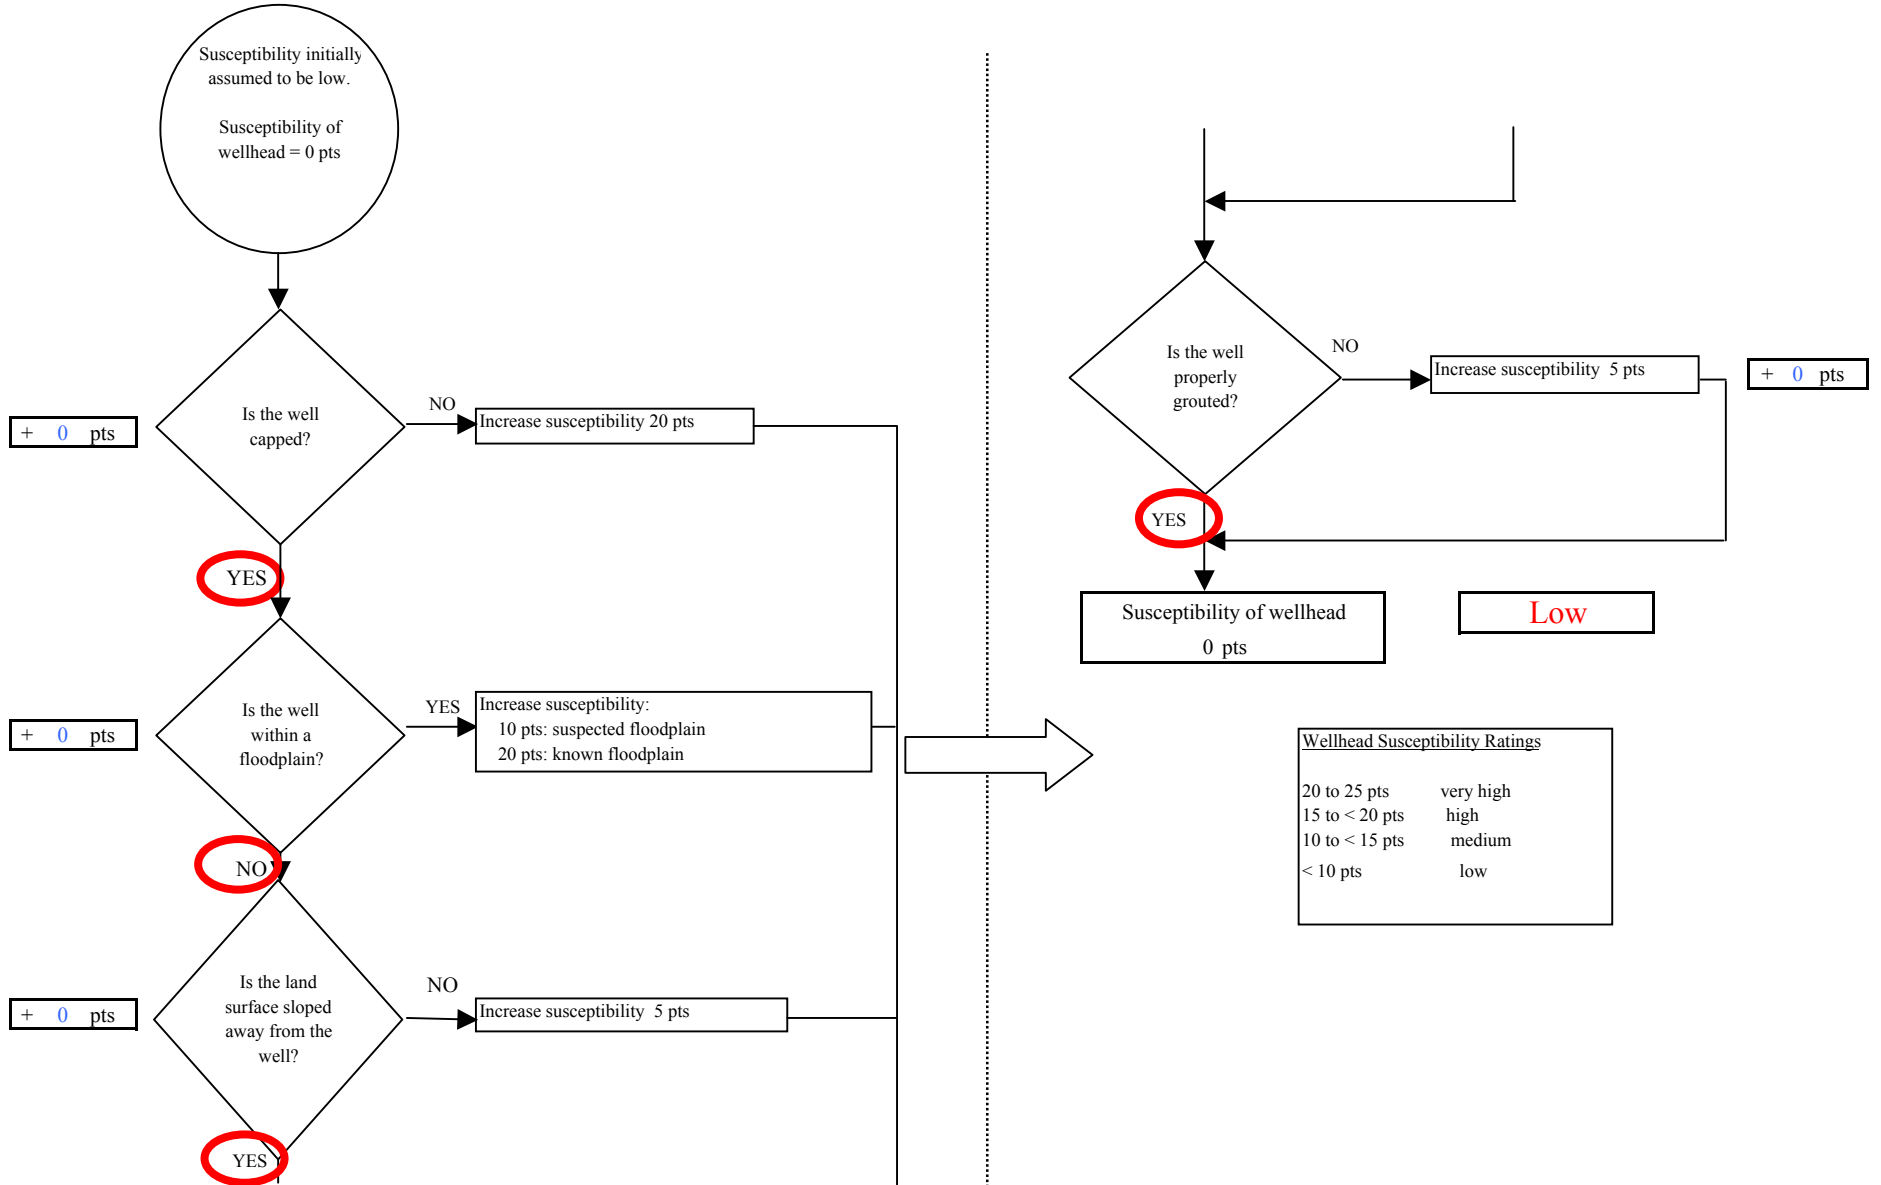 Susceptibility initially
assumed to be low.
Susceptibility of
wellhead = 0 pts
Is the well
capped?
NO
Increase susceptibility 20 pts
+ 0 pts
YES
Is the well
within a
floodplain?
YES
Increase susceptibility:
10 pts: suspected floodplain
20 pts: known floodplain
+ 0 pts
NO
Is the land
surface sloped
away from the
well?
NO
Increase susceptibility 5 pts
+ 0 pts
YES
Is the well
properly
grouted?
NO
Increase susceptibility 5 pts
+ 0 pts
YES
Susceptibility of wellhead
0 pts
Low
Wellhead Susceptibility Ratings
20 to 25 pts very high
15 to < 20 pts high
10 to < 15 pts medium
< 10 pts low